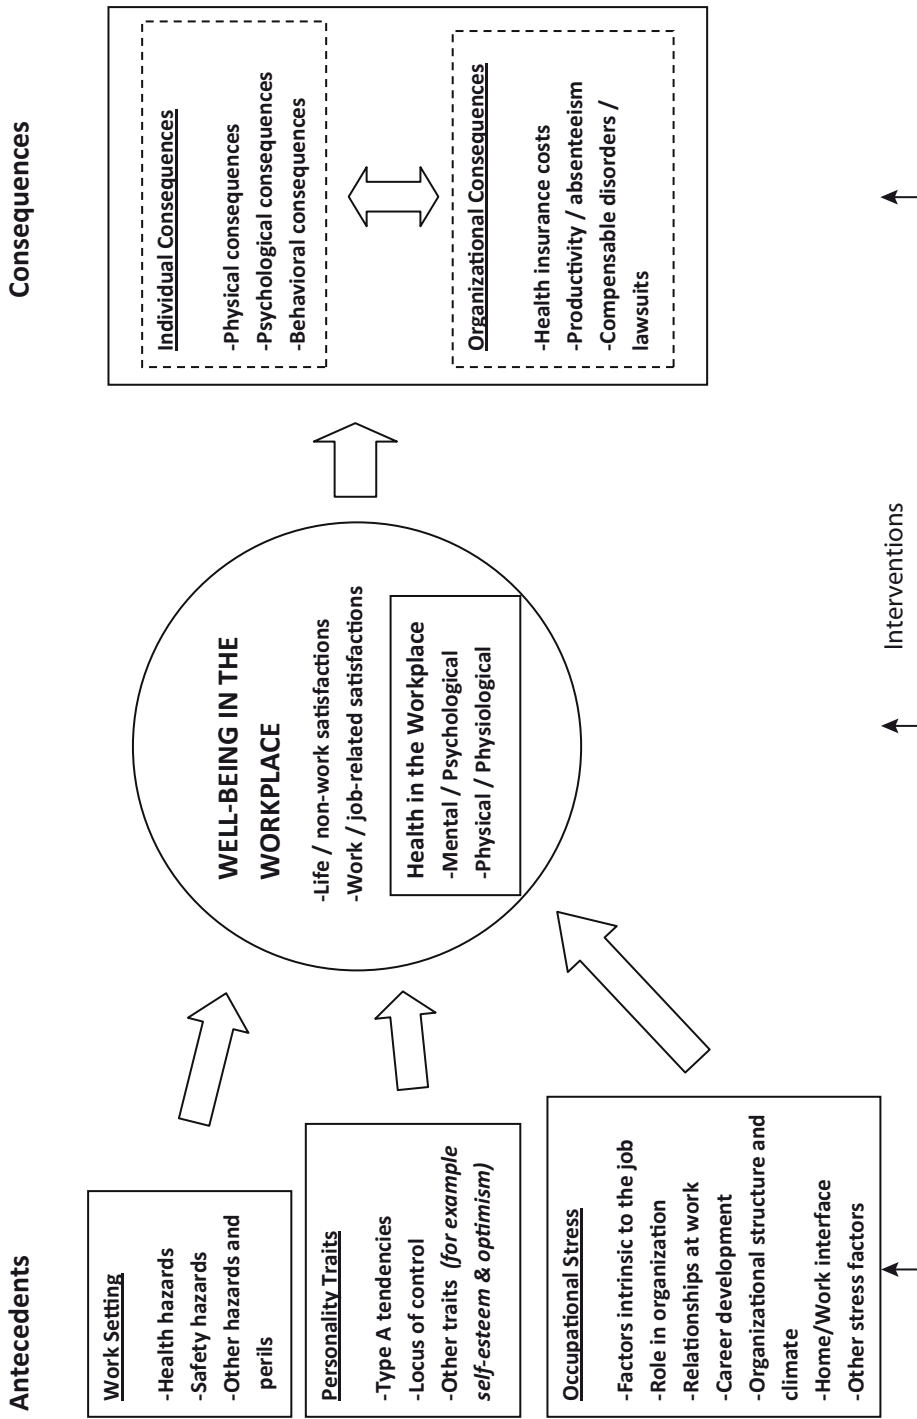 Antecedents
Work Setting
-Health hazards
-Safety hazards
-Other hazards and
perils
Personality Traits
-Type A tendencies
-Locus of control
-Other traits (for example
self-esteem & optimism)
Occupational Stress
-Factors intrinsic to the job
-Role in organization
-Relationships at work
-Career development
-Organizational structure and
climate
-Home/Work interface
-Other stress factors
WELL-BEING IN THE
WORKPLACE
-Life / non-work satisfactions
-Work / job-related satisfactions
Health in the Workplace
-Mental / Psychological
-Physical / Physiological
Consequences
Individual Consequences
-Physical consequences
-Psychological consequences
-Behavioral consequences
Organizational Consequences
-Health insurance costs
-Productivity / absenteeism
-Compensable disorders /
lawsuits
Interventions